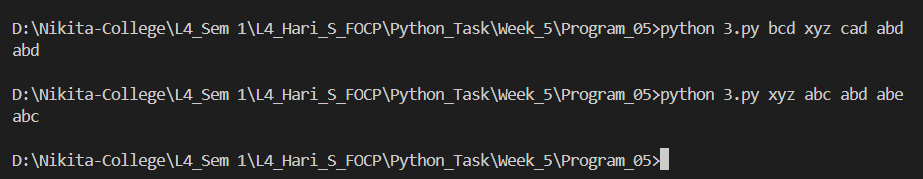 D:\Nikita-College\L4_Sem 1\L4_Hari_S_FOCP\Python_Task\Week_5\Program_05>python 3.py bcd xyz cad abd
abd
D:\Nikita-College\L4_Sem 1\L4_Hari_S_FOCP\Python_Task\Week_5\Program_05>python 3.py xyz abc abd abe
abc
D:\Nikita-College\L4_Sem 1\L4_Hari_S_FOCP\Python_Task\Week_5\Program_05>